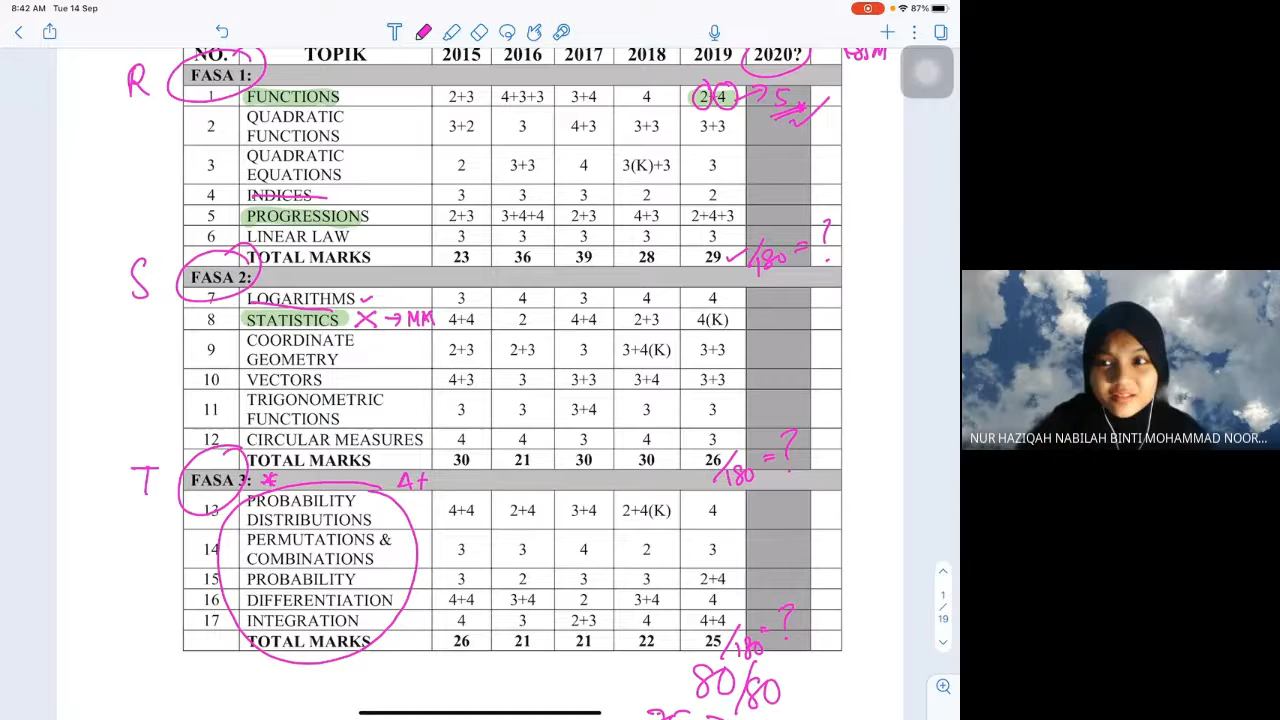 8:42 AM Tue 14 Sep
87%
NO. TOPIK 2015 2016 2017 2018 2019 2020?
R FASA 1:
1 FUNCTIONS 2+3 4+3+3 3+4 4 2+4 → 5
2 QUADRATIC FUNCTIONS 3+2 3 4+3 3+3 3+3
3 QUADRATIC EQUATIONS 2 3+3 4 3(K)+3 3
4 INDICES 3 3 3 2 2
5 PROGRESSIONS 2+3 3+4+4 2+3 4+3 2+4+3
6 LINEAR LAW 3 3 3 3 3
TOTAL MARKS 23 36 39 28 29 /180 = ?
S FASA 2:
7 LOGARITHMS 3 4 3 4 4
8 STATISTICS X → MM 4+4 2 4+4 2+3 4(K)
9 COORDINATE GEOMETRY 2+3 2+3 3 3+4(K) 3+3
10 VECTORS 4+3 3 3+3 3+4 3+3
11 TRIGONOMETRIC FUNCTIONS 3 3 3+4 3 3
12 CIRCULAR MEASURES 4 4 3 4 3
TOTAL MARKS 30 21 30 30 26 /180 = ?
T FASA 3: * A+
13 PROBABILITY DISTRIBUTIONS 4+4 2+4 3+4 2+4(K) 4
14 PERMUTATIONS & COMBINATIONS 3 3 4 2 3
15 PROBABILITY 3 2 3 3 2+4
16 DIFFERENTIATION 4+4 3+4 2 3+4 4
17 INTEGRATION 4 3 2+3 4 4+4
TOTAL MARKS 26 21 21 22 25 /180 = ?
80/80
1
/
19
NUR HAZIQAH NABILAH BINTI MOHAMMAD NOOR...